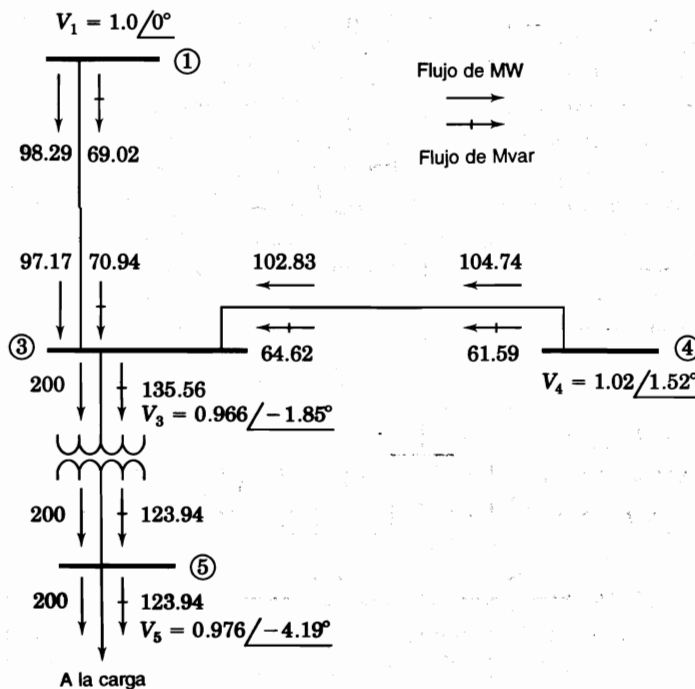 V₁ = 1.0/0°
①
Flujo de MW
Flujo de Mvar
98.29 69.02
97.17 70.94
102.83 104.74
64.62 61.59
③
④
V₄ = 1.02/1.52°
200 135.56
V₃ = 0.966/−1.85°
200 123.94
⑤
200 123.94
V₅ = 0.976/−4.19°
A la carga